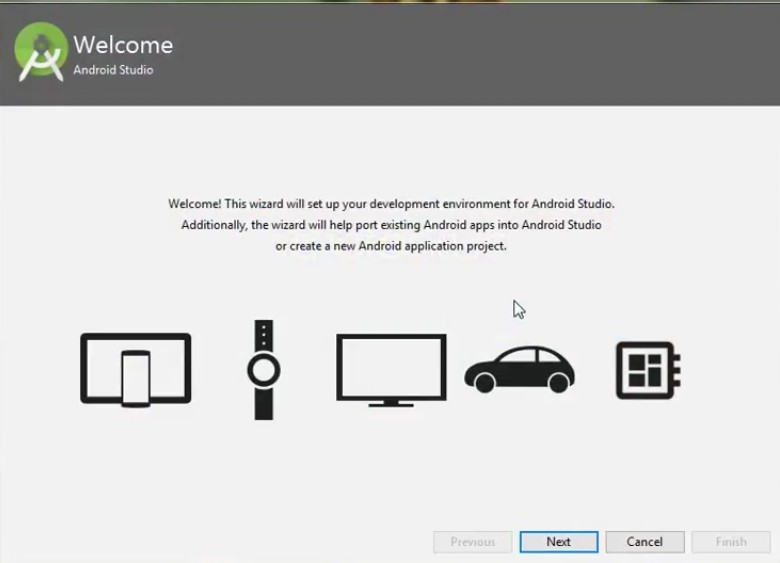 Welcome
Android Studio
Welcome! This wizard will set up your development environment for Android Studio.
Additionally, the wizard will help port existing Android apps into Android Studio
or create a new Android application project.
Previous Next Cancel Finish